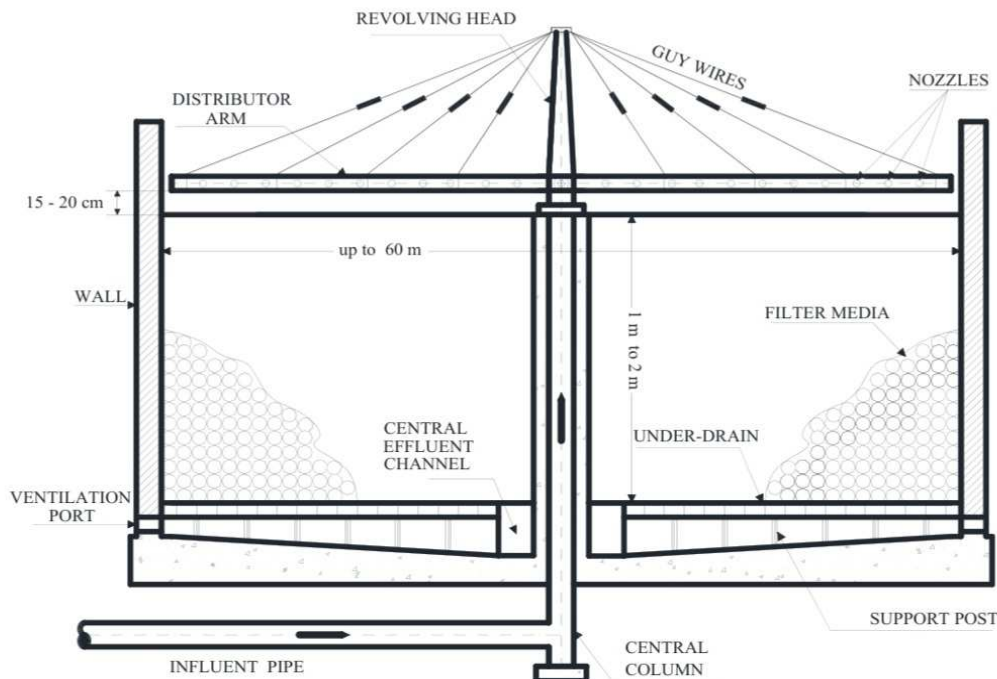 REVOLVING HEAD
GUY WIRES
NOZZLES
DISTRIBUTOR
ARM
15 - 20 cm
up to 60 m
WALL
1 m to 2 m
FILTER MEDIA
CENTRAL
EFFLUENT
CHANNEL
UNDER-DRAIN
VENTILATION
PORT
SUPPORT POST
INFLUENT PIPE
CENTRAL
COLUMN